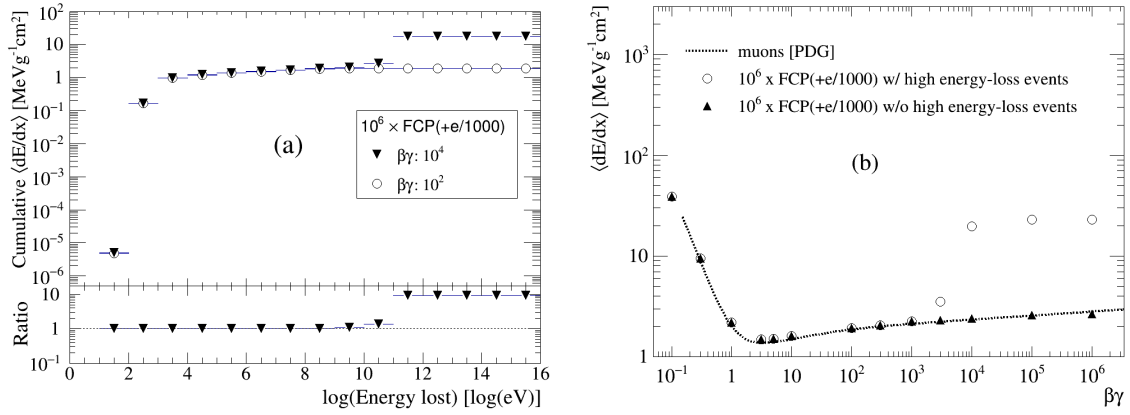 Cumulative ⟨dE/dx⟩ [MeVg⁻¹cm²]
10²
10
1
10⁻¹
10⁻²
10⁻³
10⁻⁴
10⁻⁵
10⁻⁶
(a)
10⁶ × FCP(+e/1000)
βγ: 10⁴
βγ: 10²
Ratio
10
1
10⁻¹
0 2 4 6 8 10 12 14 16
log(Energy lost) [log(eV)]
⟨dE/dx⟩ [MeVg⁻¹cm²]
10³
10²
10
1
muons [PDG]
10⁶ x FCP(+e/1000) w/ high energy-loss events
10⁶ x FCP(+e/1000) w/o high energy-loss events
(b)
10⁻¹ 1 10 10² 10³ 10⁴ 10⁵ 10⁶
βγ